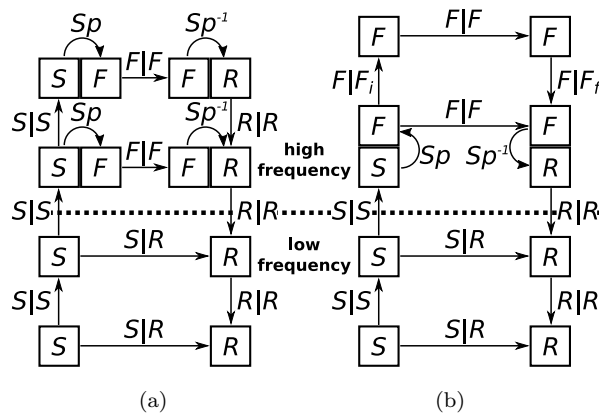 Sp Sp⁻¹
S F F|F F R
S|S Sp Sp⁻¹ R|R
S F F|F F R
S|S R|R
S S|R R
S|S R|R
S S|R R
(a)
high
frequency
low
frequency
F F|F F
F|Fᵢ F|F_f
F F|F F
S Sp Sp⁻¹ R
S|S R|R
S S|R R
S|S R|R
S S|R R
(b)